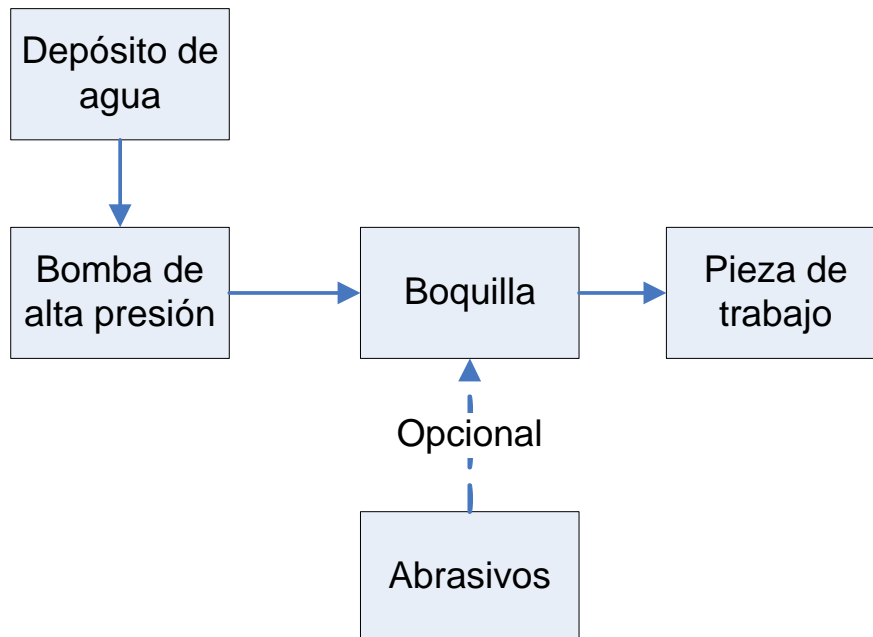 Depósito de
agua
Bomba de
alta presión
Boquilla
Pieza de
trabajo
Opcional
Abrasivos